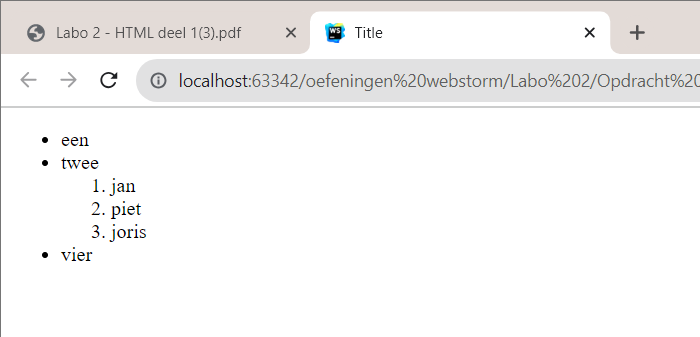 Labo 2 - HTML deel 1(3).pdf
WS
Title
localhost:63342/oefeningen%20webstorm/Labo%202/Opdracht%20
een
twee
1. jan
2. piet
3. joris
vier